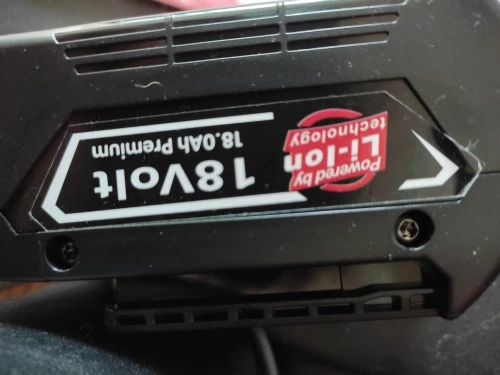 18Volt
18.0Ah Premium
Powered by
Li-Ion
technology